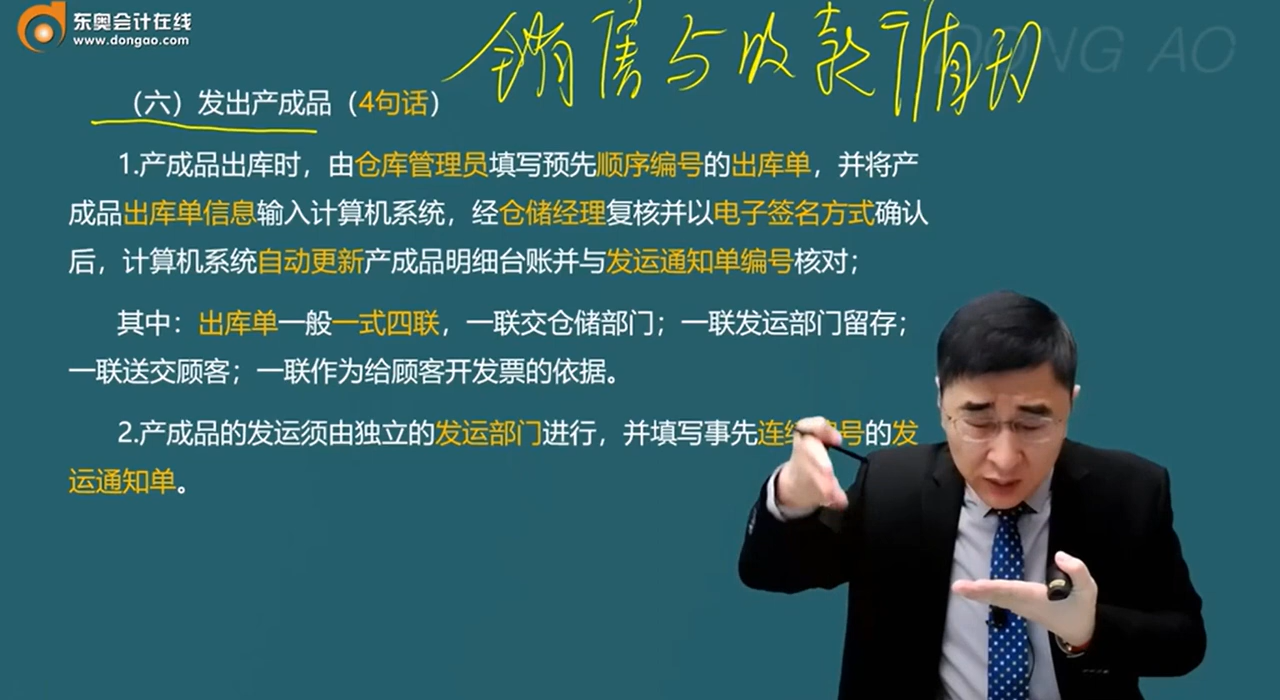 东奥会计在线
www.dongao.com
销售与收款循环
DONG AO
（六）发出产成品（4句话）
1.产成品出库时，由仓库管理员填写预先顺序编号的出库单，并将产
成品出库单信息输入计算机系统，经仓储经理复核并以电子签名方式确认
后，计算机系统自动更新产成品明细台账并与发运通知单编号核对；
其中：出库单一般一式四联，一联交仓储部门；一联发运部门留存；
一联送交顾客；一联作为给顾客开发票的依据。
2.产成品的发运须由独立的发运部门进行，并填写事先连续编号的发
运通知单。